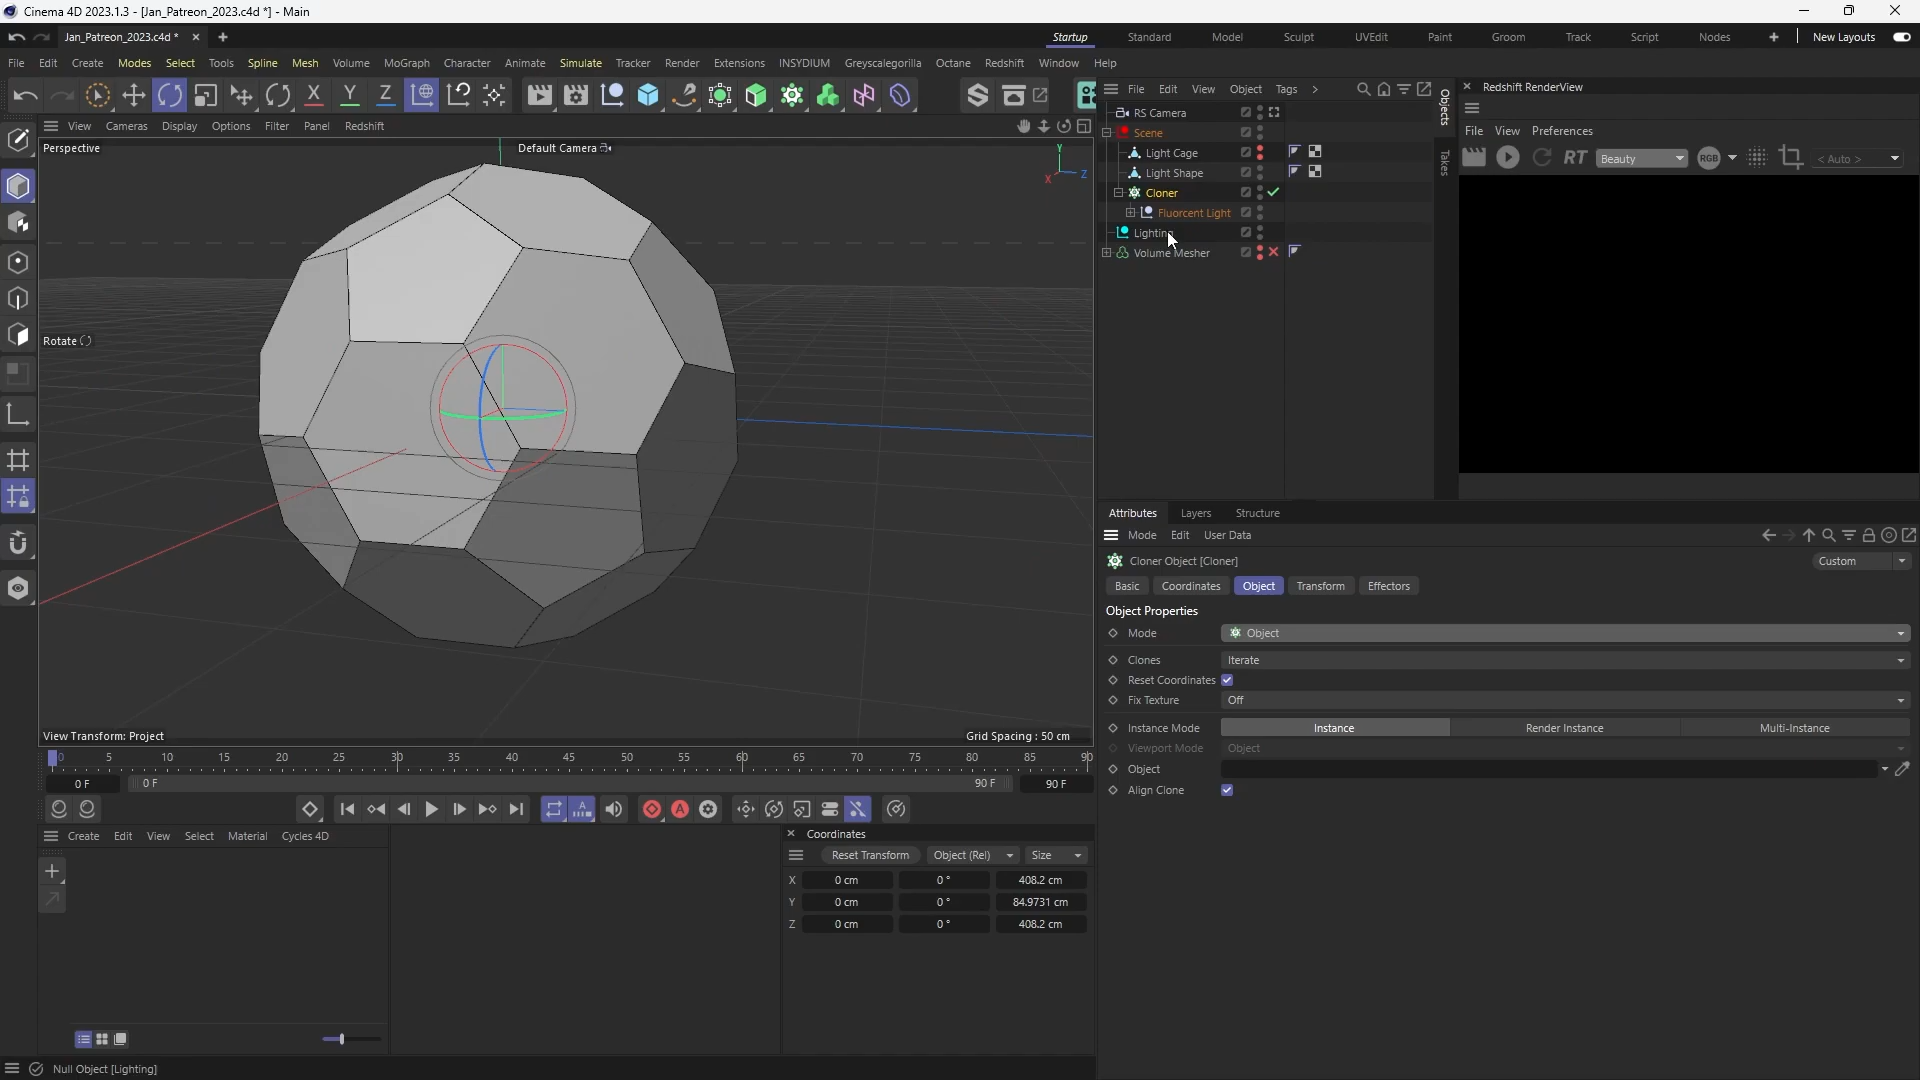 Cinema 4D 2023.1.3 - [Jan_Patreon_2023.c4d *] - Main
Jan_Patreon_2023.c4d *
Startup Standard Model Sculpt UVEdit Paint Groom Track Script Nodes New Layouts
File Edit Create Modes Select Tools Spline Mesh Volume MoGraph Character Animate Simulate Tracker Render Extensions INSYDIUM Greyscalegorilla Octane Redshift Window Help
X Y Z
View Cameras Display Options Filter Panel Redshift
Perspective
Default Camera
Y
X
Z
Rotate
View Transform: Project
Grid Spacing : 50 cm
File Edit View Object Tags
Objects
Takes
RS Camera
Scene
Light Cage
Light Shape
Cloner
Fluorcent Light
Lighting
Volume Mesher
Redshift RenderView
File View Preferences
RT Beauty RGB < Auto >
Attributes Layers Structure
Mode Edit User Data
Cloner Object [Cloner]
Custom
Basic Coordinates Object Transform Effectors
Object Properties
Mode Object
Clones Iterate
Reset Coordinates
Fix Texture Off
Instance Mode Instance Render Instance Multi-Instance
Viewport Mode Object
Object
Align Clone
0 5 10 15 20 25 30 35 40 45 50 55 60 65 70 75 80 85 90
0 F 0 F 90 F 90 F
Create Edit View Select Material Cycles 4D
Coordinates
Reset Transform Object (Rel) Size
X 0 cm 0 ° 408.2 cm
Y 0 cm 0 ° 84.9731 cm
Z 0 cm 0 ° 408.2 cm
Null Object [Lighting]